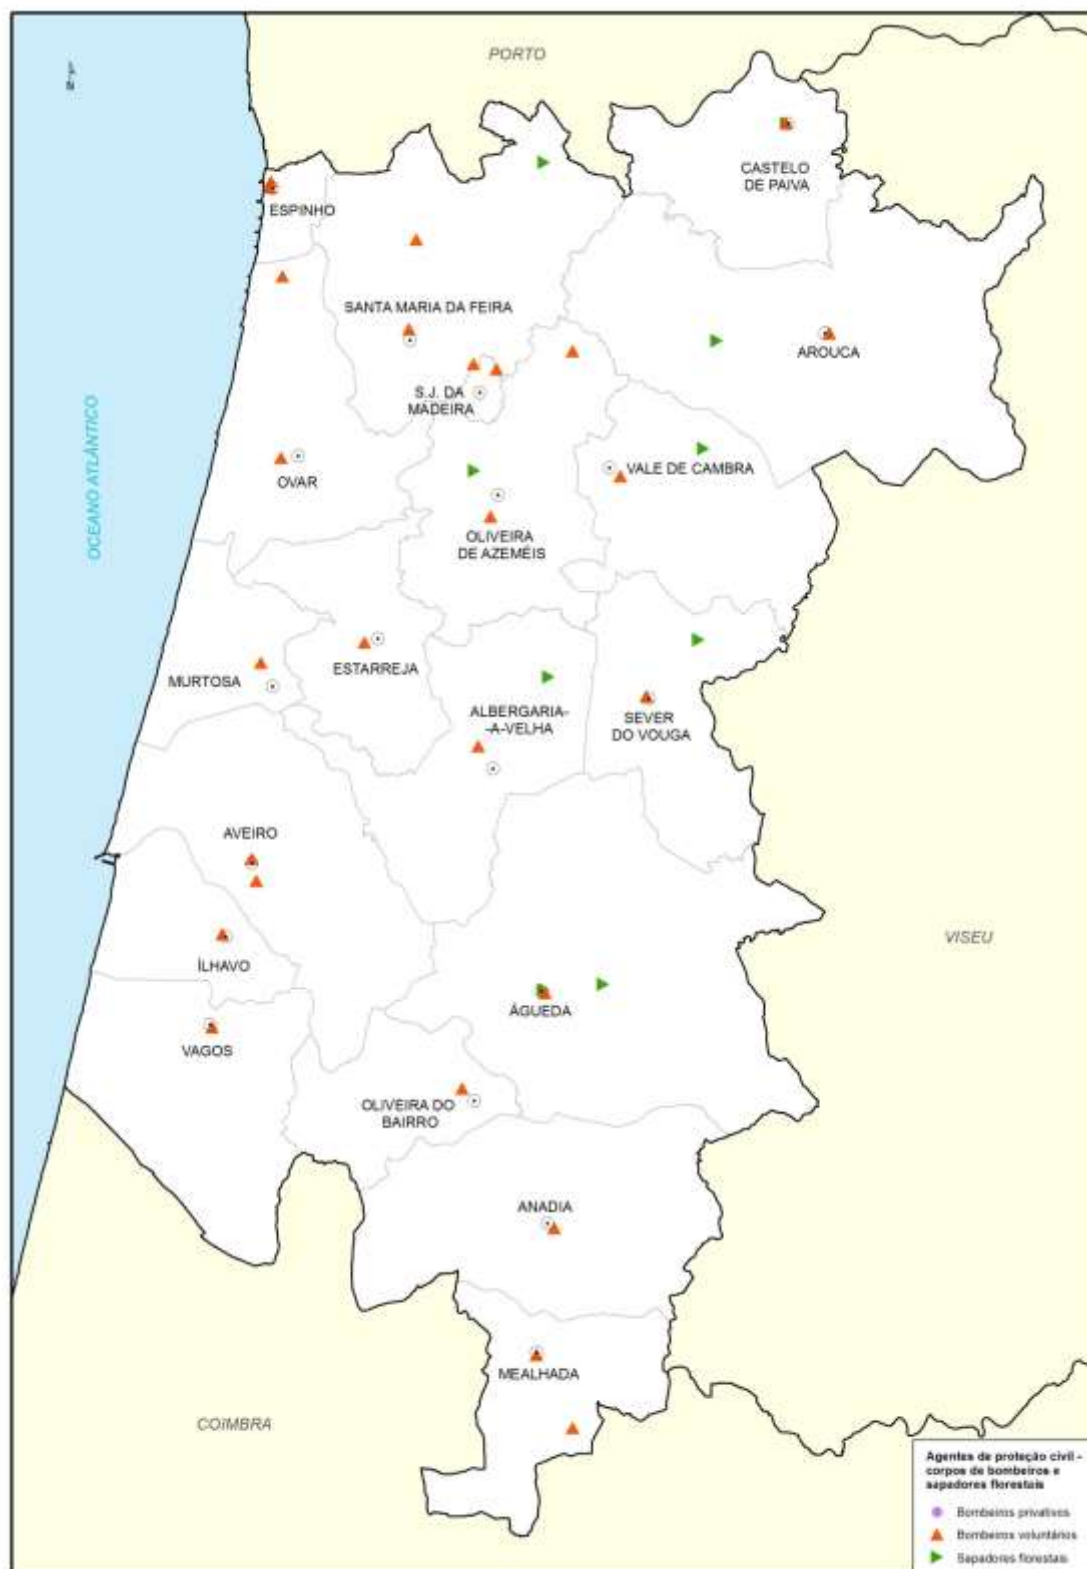 PORTO
CASTELO
DE PAIVA
ESPINHO
SANTA MARIA DA FEIRA
AROUCA
S.J. DA
MADEIRA
OCEANO ATLÂNTICO
VALE DE CAMBRA
OVAR
OLIVEIRA
DE AZEMÉIS
ESTARREJA
MURTOSA
ALBERGARIA-
-A-VELHA
SEVER
DO VOUGA
AVEIRO
VISEU
ÍLHAVO
ÁGUEDA
VAGOS
OLIVEIRA DO
BAIRRO
ANADIA
MEALHADA
COIMBRA
Agentes de proteção civil -
corpos de bombeiros e
sapadores florestais
Bombeiros privativos
Bombeiros voluntários
Sapadores florestais